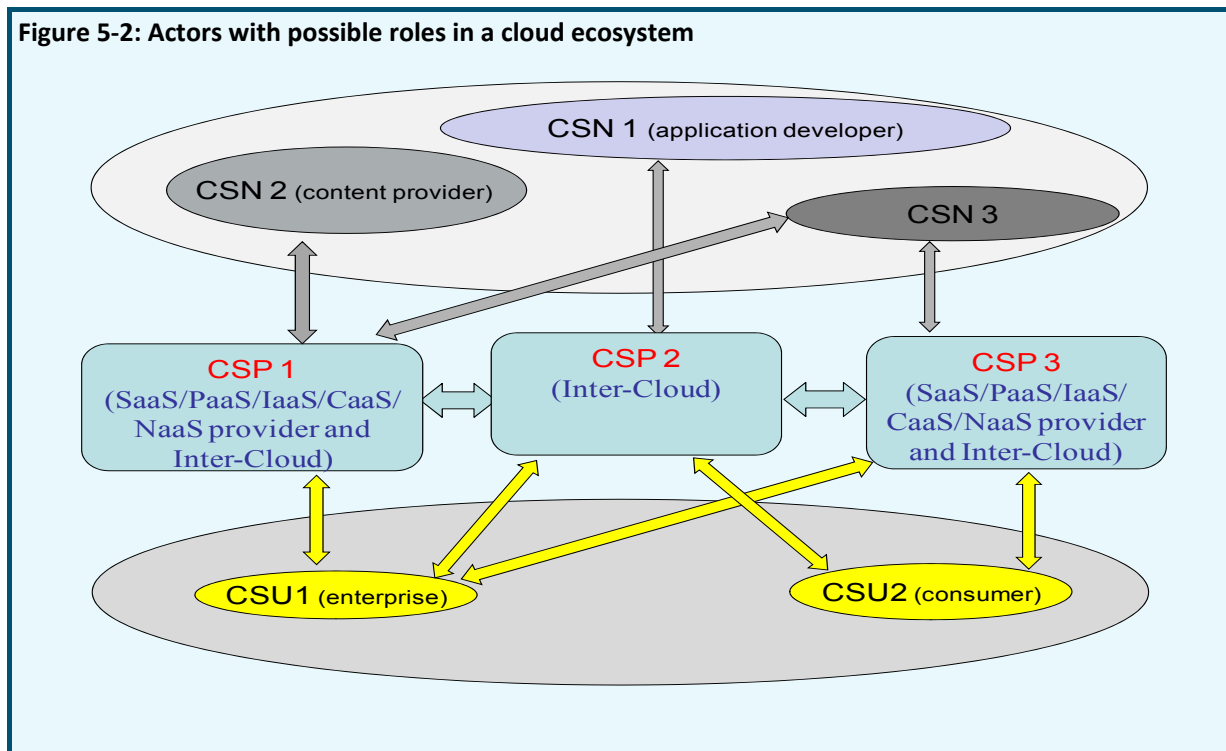 Figure 5-2: Actors with possible roles in a cloud ecosystem
CSN 1 (application developer)
CSN 2 (content provider)
CSN 3
CSP 1
(SaaS/PaaS/IaaS/CaaS/
NaaS provider and
Inter-Cloud)
CSP 2
(Inter-Cloud)
CSP 3
(SaaS/PaaS/IaaS/
CaaS/NaaS provider
and Inter-Cloud)
CSU1 (enterprise)
CSU2 (consumer)